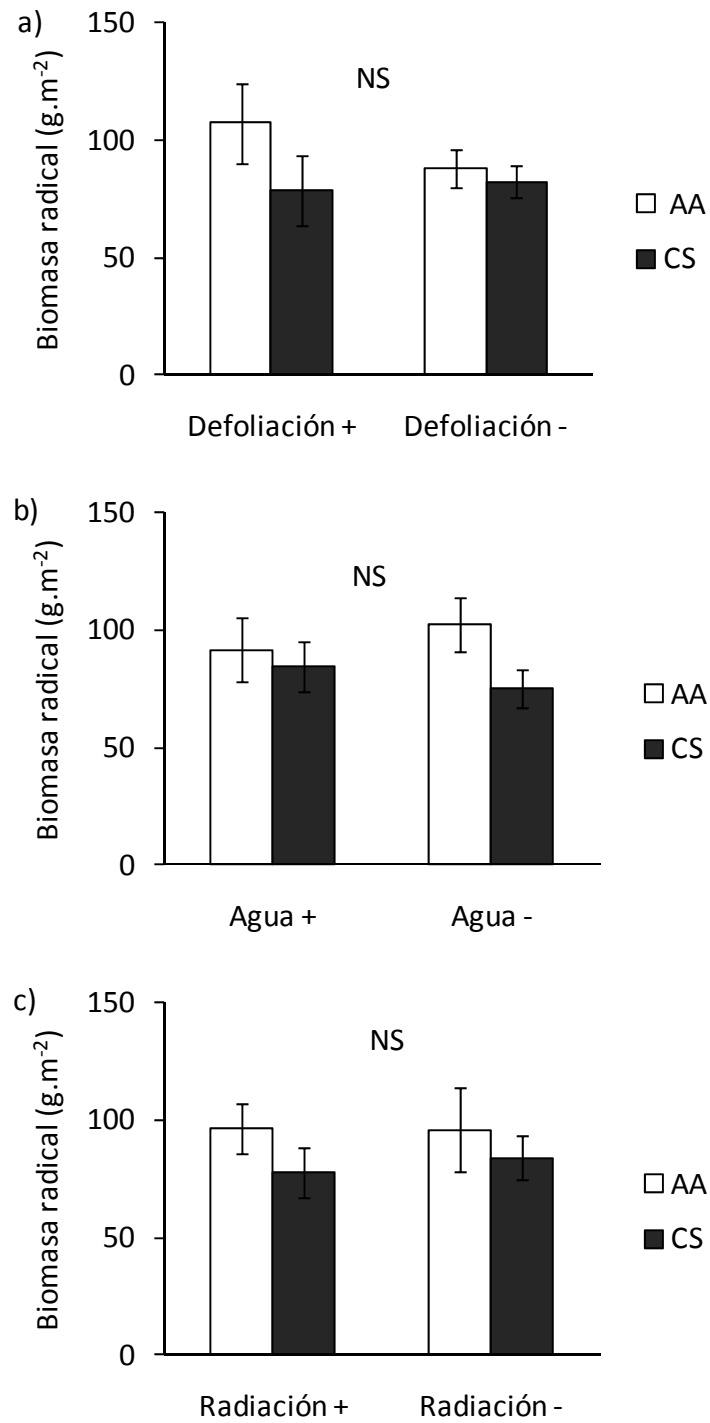 a)
Biomasa radical (g.m-2)
150
100
50
0
NS
AA
CS
Defoliación + Defoliación -
b)
Biomasa radical (g.m-2)
150
100
50
0
NS
AA
CS
Agua + Agua -
c)
Biomasa radical (g.m-2)
150
100
50
0
NS
AA
CS
Radiación + Radiación -